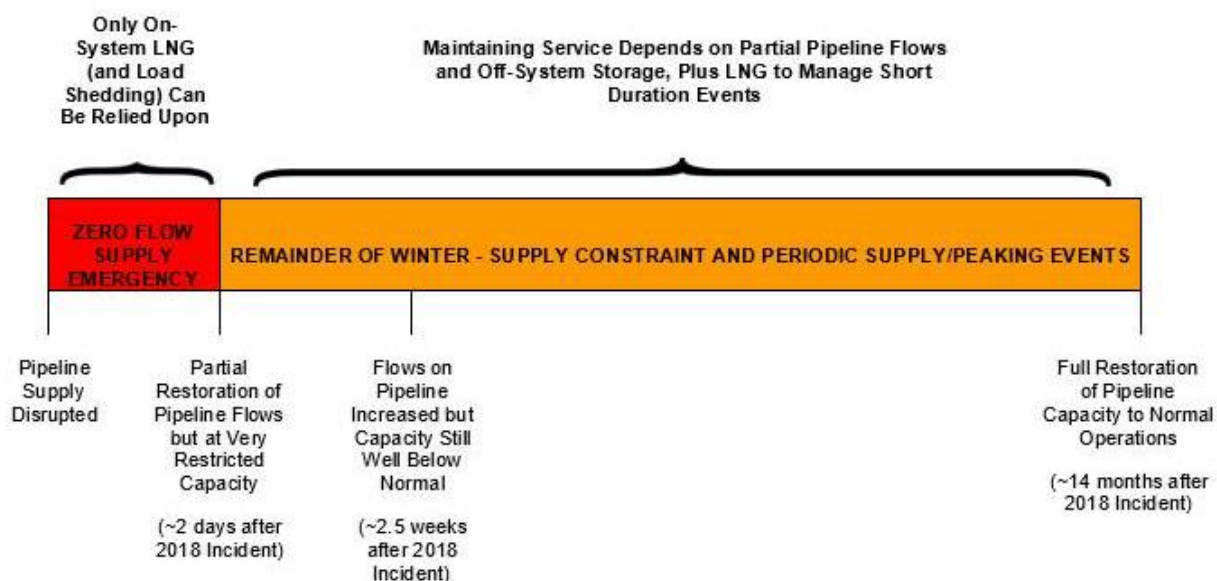 Only On-
System LNG
(and Load
Shedding) Can
Be Relied Upon
Maintaining Service Depends on Partial Pipeline Flows
and Off-System Storage, Plus LNG to Manage Short
Duration Events
ZERO FLOW
SUPPLY
EMERGENCY
REMAINDER OF WINTER - SUPPLY CONSTRAINT AND PERIODIC SUPPLY/PEAKING EVENTS
Pipeline
Supply
Disrupted
Partial
Restoration of
Pipeline Flows
but at Very
Restricted
Capacity
(~2 days after
2018 Incident)
Flows on
Pipeline
Increased but
Capacity Still
Well Below
Normal
(~2.5 weeks
after 2018
Incident)
Full Restoration
of Pipeline
Capacity to Normal
Operations
(~14 months after
2018 Incident)